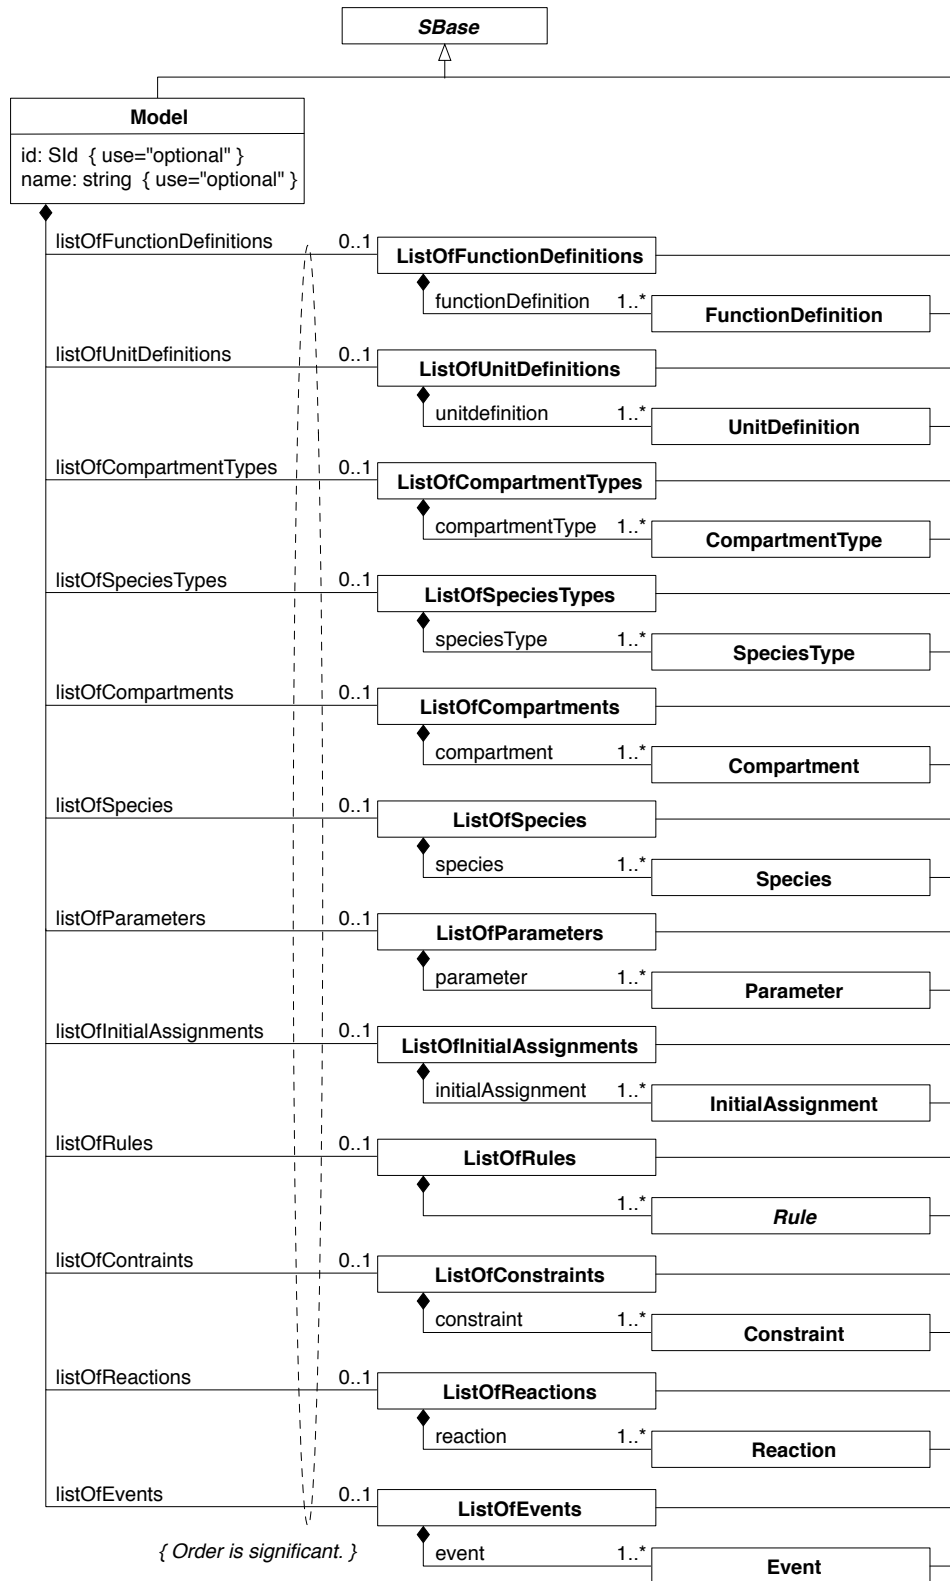 SBase
Model
id: SId { use="optional" }
name: string { use="optional" }
listOfFunctionDefinitions 0..1 ListOfFunctionDefinitions
functionDefinition 1..* FunctionDefinition
listOfUnitDefinitions 0..1 ListOfUnitDefinitions
unitdefinition 1..* UnitDefinition
listOfCompartmentTypes 0..1 ListOfCompartmentTypes
compartmentType 1..* CompartmentType
listOfSpeciesTypes 0..1 ListOfSpeciesTypes
speciesType 1..* SpeciesType
listOfCompartments 0..1 ListOfCompartments
compartment 1..* Compartment
listOfSpecies 0..1 ListOfSpecies
species 1..* Species
listOfParameters 0..1 ListOfParameters
parameter 1..* Parameter
listOfInitialAssignments 0..1 ListOfInitialAssignments
initialAssignment 1..* InitialAssignment
listOfRules 0..1 ListOfRules
1..* Rule
listOfContraints 0..1 ListOfConstraints
constraint 1..* Constraint
listOfReactions 0..1 ListOfReactions
reaction 1..* Reaction
listOfEvents 0..1 ListOfEvents
{ Order is significant. } event 1..* Event